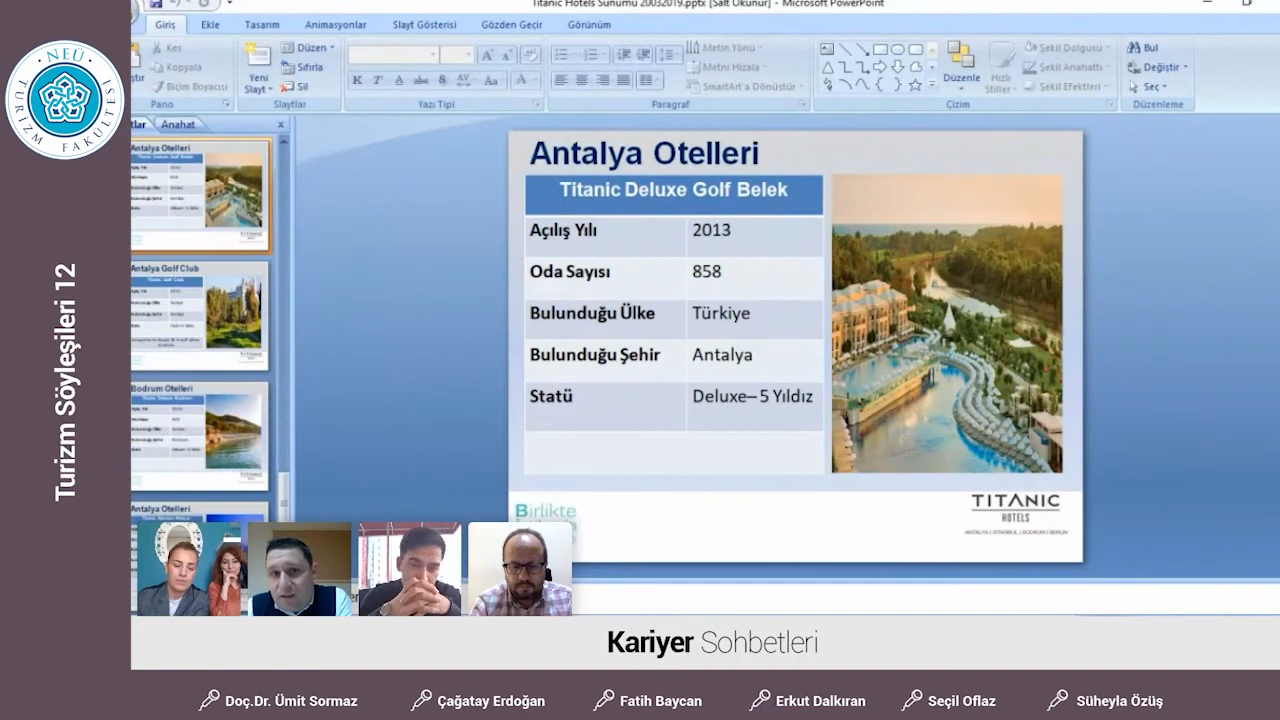 Titanic Hotels Sunumu 20032019.pptx [Salt Okunur] - Microsoft PowerPoint
Giriş Ekle Tasarım Animasyonlar Slayt Gösterisi Gözden Geçir Görünüm
Kes
Kopyala
Biçim Boyacısı
Pano
Yeni
Slayt
Düzen
Sıfırla
Sil
Slaytlar
Yazı Tipi
Metin Yönü
Metni Hizala
SmartArt'a Dönüştür
Paragraf
Düzenle
Hızlı
Stiller
Şekil Dolgusu
Şekil Anahattı
Şekil Efektleri
Çizim
Bul
Değiştir
Seç
Düzenleme
Anahat
Antalya Otelleri
Antalya Golf Club
Bodrum Otelleri
Antalya Otelleri
Antalya Otelleri
Titanic Deluxe Golf Belek
Açılış Yılı 2013
Oda Sayısı 858
Bulunduğu Ülke Türkiye
Bulunduğu Şehir Antalya
Statü Deluxe– 5 Yıldız
Birlikte
TITANIC
HOTELS
ANTALYA | İSTANBUL | BODRUM | BERLIN
NEÜ
TURİZM FAKÜLTESİ
Turizm Söyleşileri 12
Kariyer Sohbetleri
Doç.Dr. Ümit Sormaz Çağatay Erdoğan Fatih Baycan Erkut Dalkıran Seçil Oflaz Süheyla Özüş